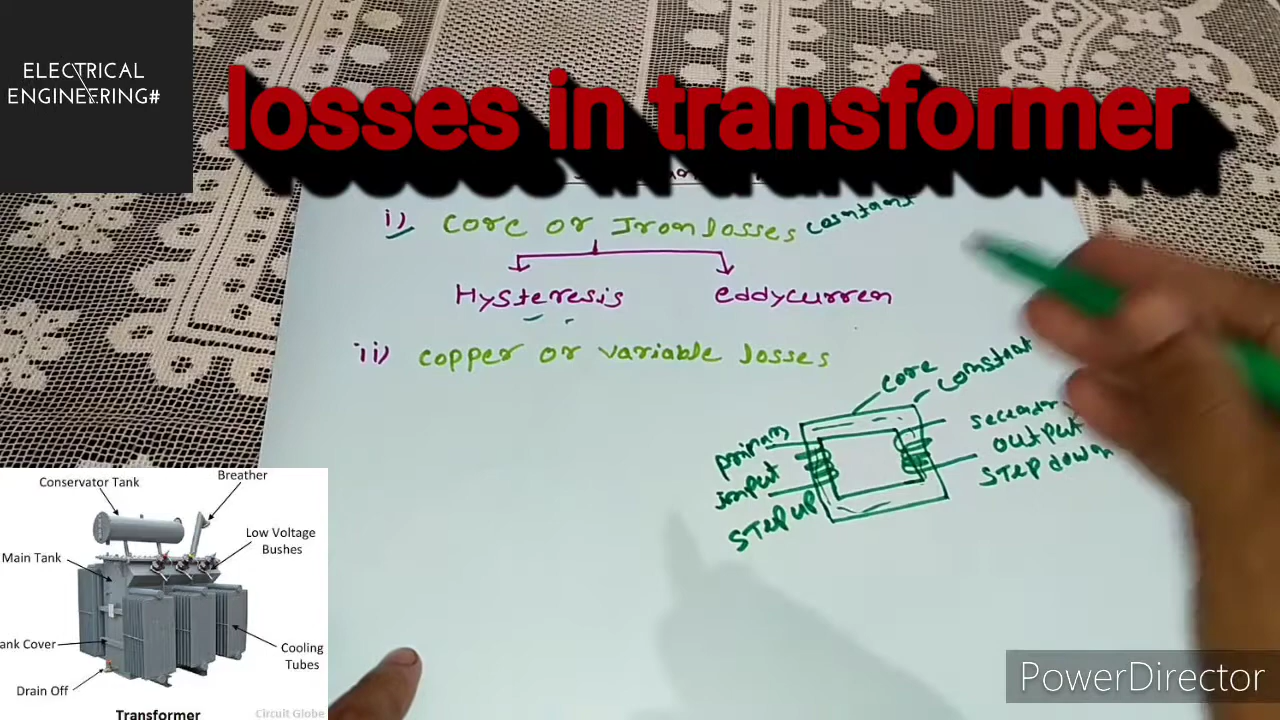 ELECTRICAL
ENGINEERING#
losses in transformer
i) Core or Iron losses constant
Hysteresis eddycurren
ii) copper or variable losses
core
constant
primary
input
STEP UP
output
STEP down
Conservator Tank
Breather
Main Tank
Low Voltage
Bushes
ank Cover
Cooling
Tubes
Drain Off
Transformer
Circuit Globe
PowerDirector